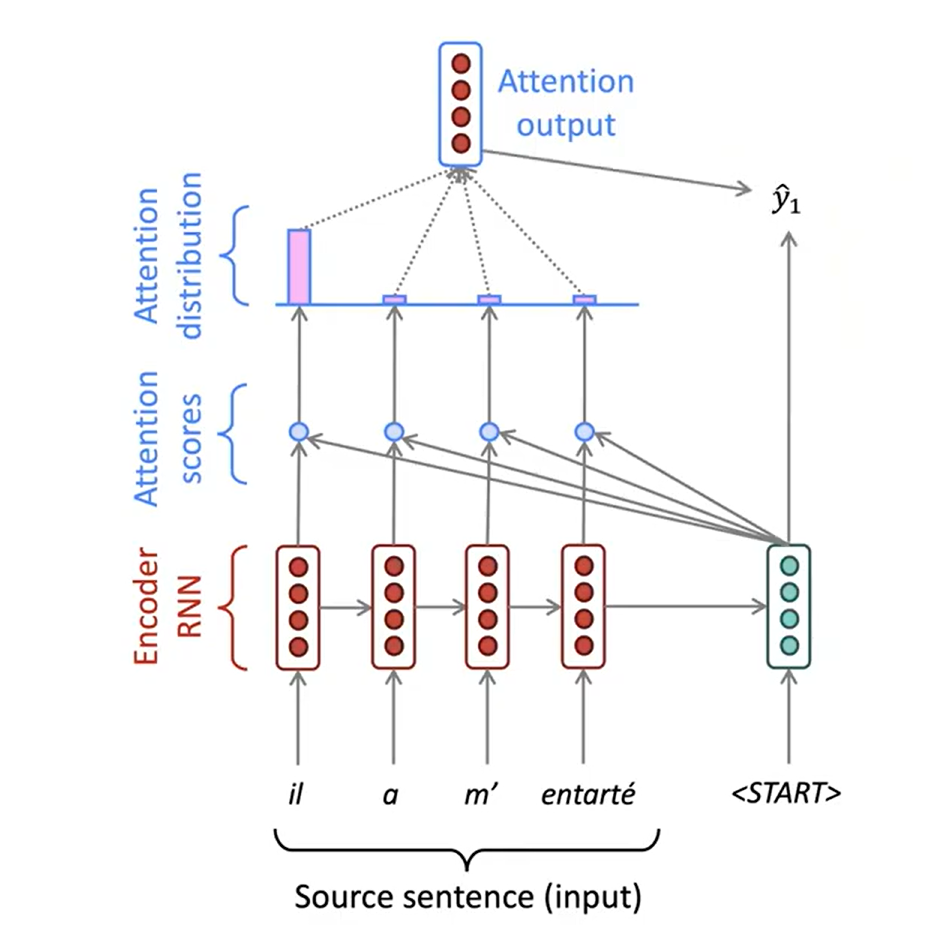 Attention
output
Attention
distribution
ŷ₁
Attention
scores
Encoder
RNN
il a m’ entarté <START>
Source sentence (input)